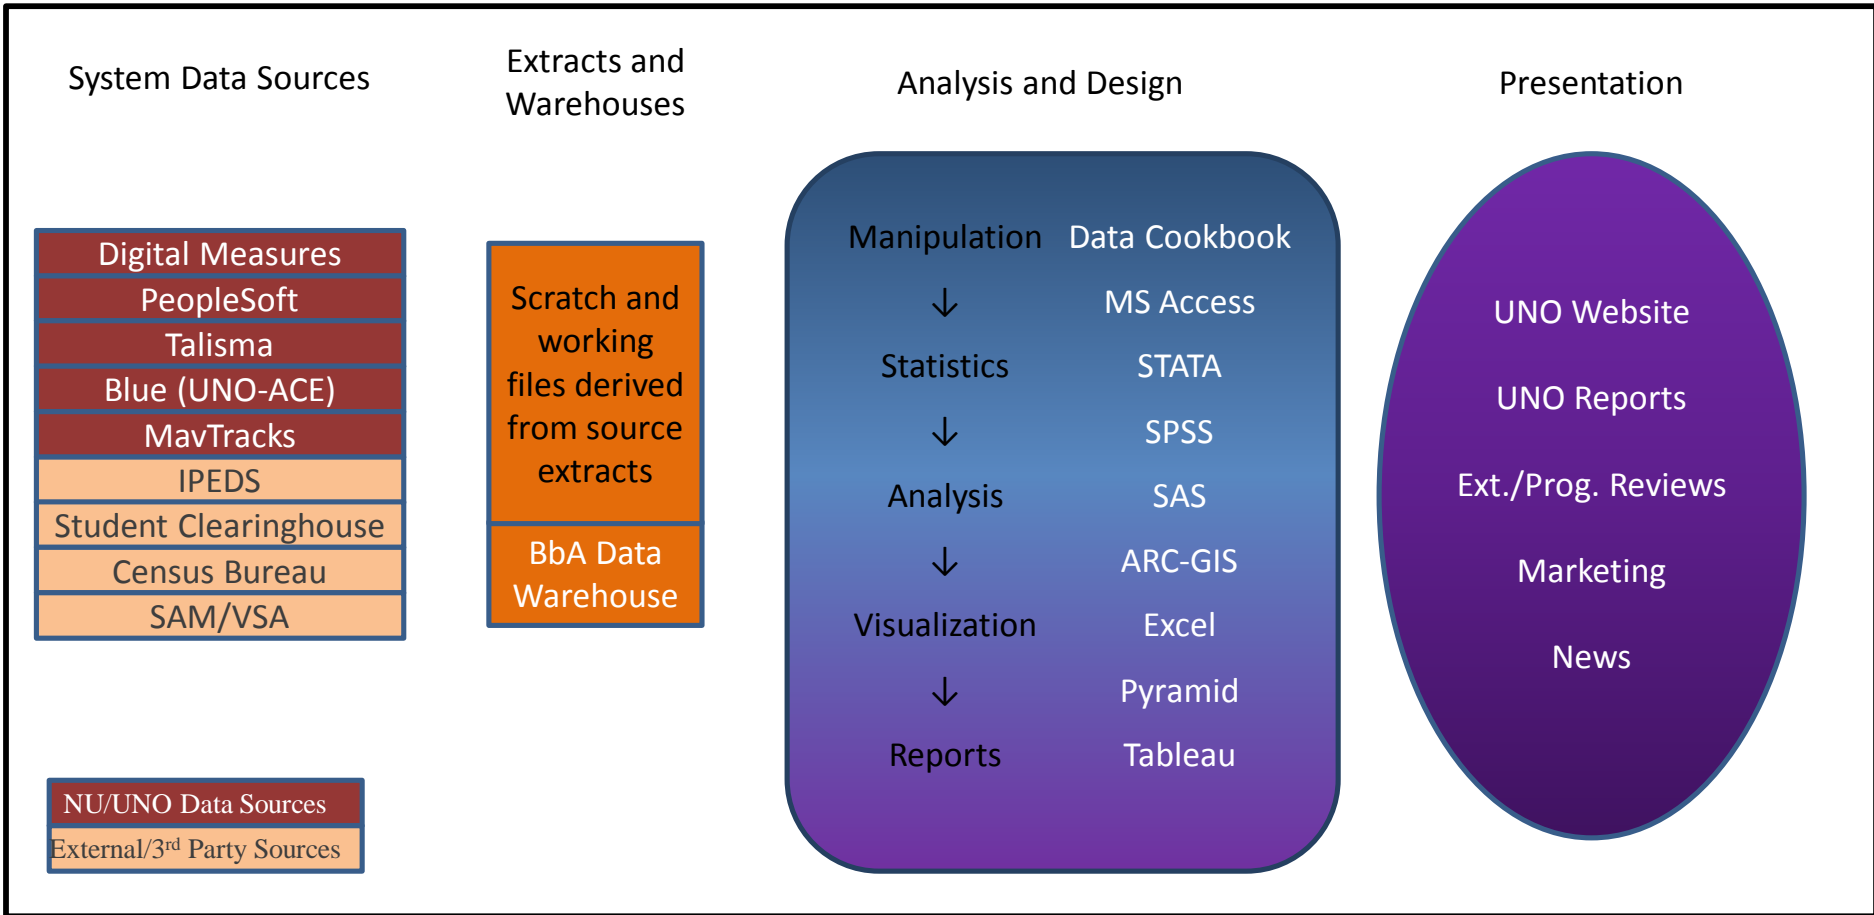 System Data Sources
Extracts and
Warehouses
Analysis and Design
Presentation
Digital Measures
PeopleSoft
Talisma
Blue (UNO-ACE)
MavTracks
IPEDS
Student Clearinghouse
Census Bureau
SAM/VSA
NU/UNO Data Sources
External/3rd Party Sources
Scratch and
working
files derived
from source
extracts
BbA Data
Warehouse
Manipulation Data Cookbook
↓ MS Access
Statistics STATA
↓ SPSS
Analysis SAS
↓ ARC-GIS
Visualization Excel
↓ Pyramid
Reports Tableau
UNO Website
UNO Reports
Ext./Prog. Reviews
Marketing
News